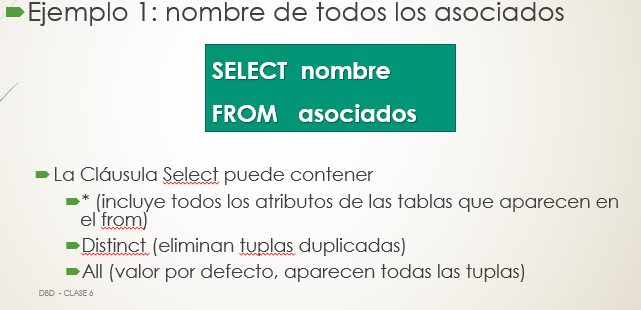 Ejemplo 1: nombre de todos los asociados
SELECT nombre
FROM asociados
La Cláusula Select puede contener
* (incluye todos los atributos de las tablas que aparecen en
el from)
Distinct (eliminan tuplas duplicadas)
All (valor por defecto, aparecen todas las tuplas)
DBD - CLASE 6